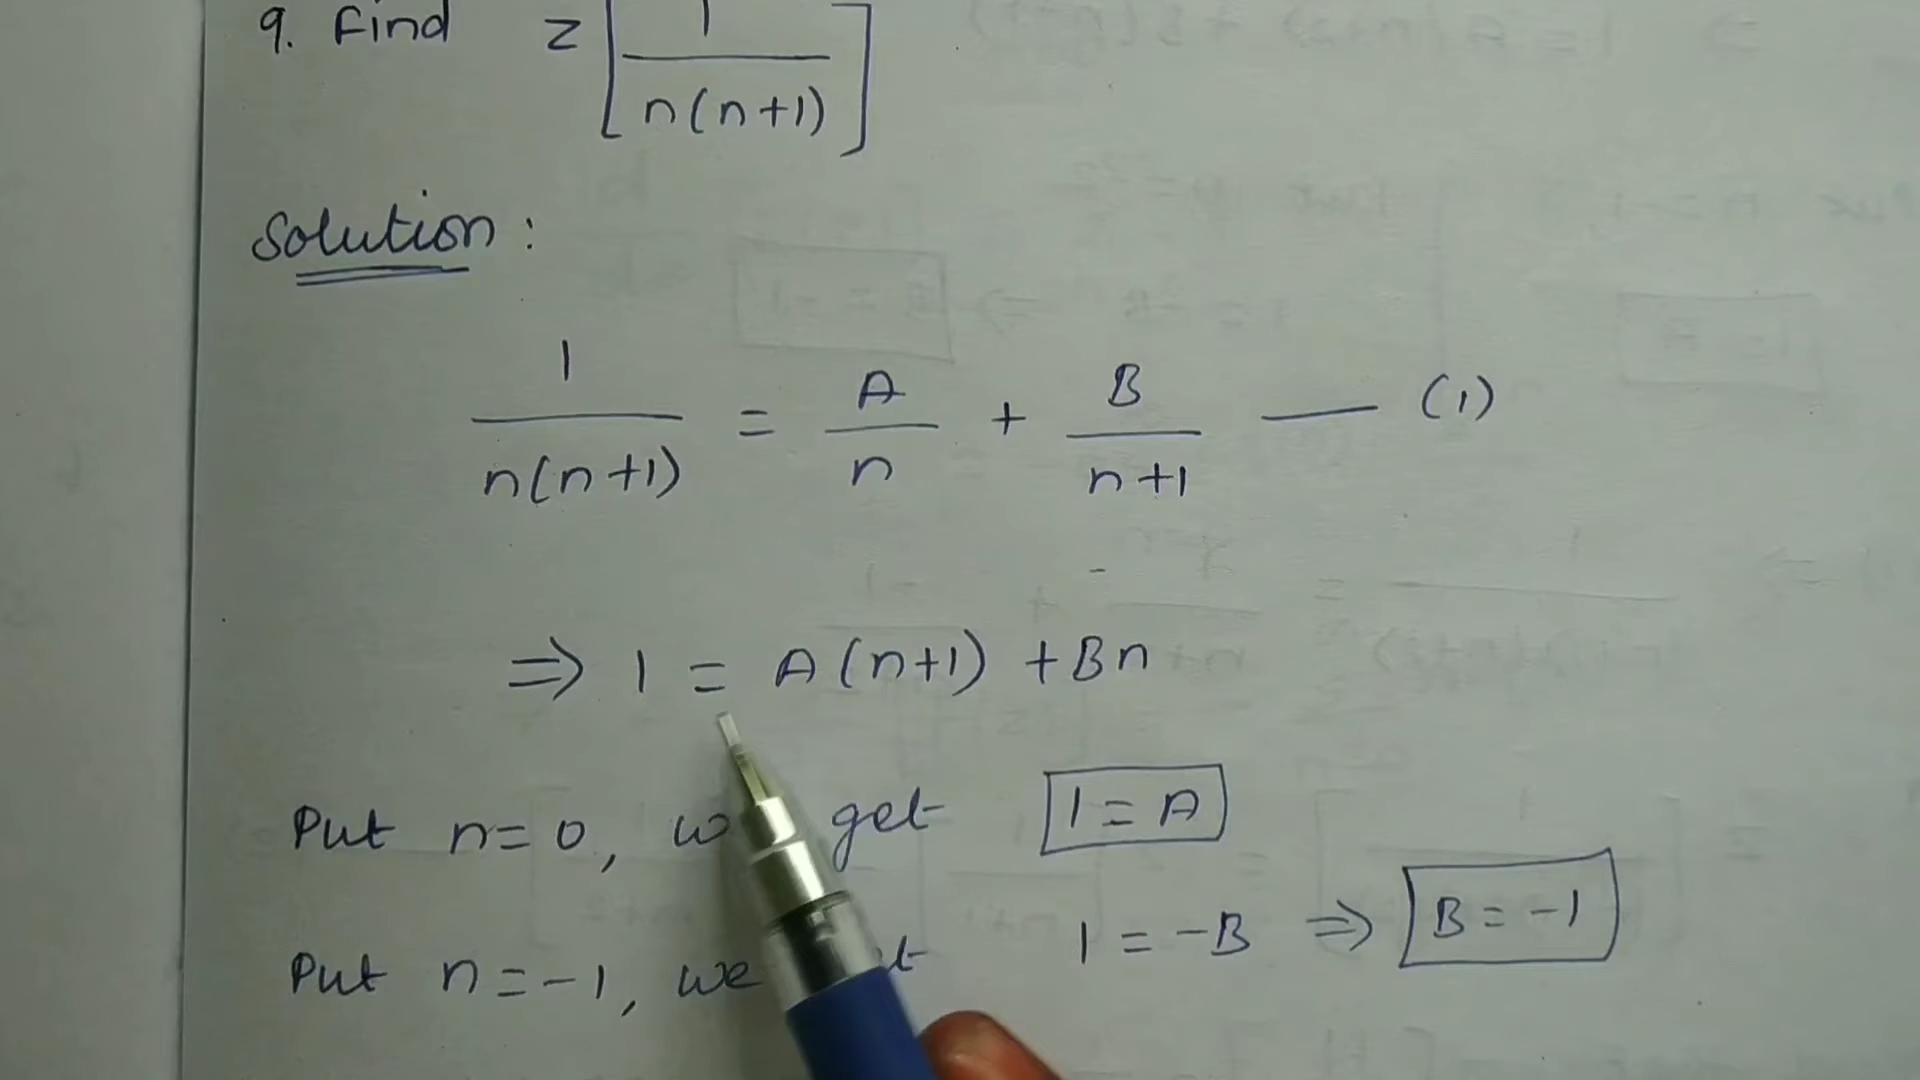 9. Find Z[1/n(n+1)]
Solution :
1/n(n+1) = A/n + B/n+1 — (1)
⇒ 1 = A(n+1) + Bn
Put n=0, we get 1 = A
Put n=-1, we 1 = -B ⇒ B = -1